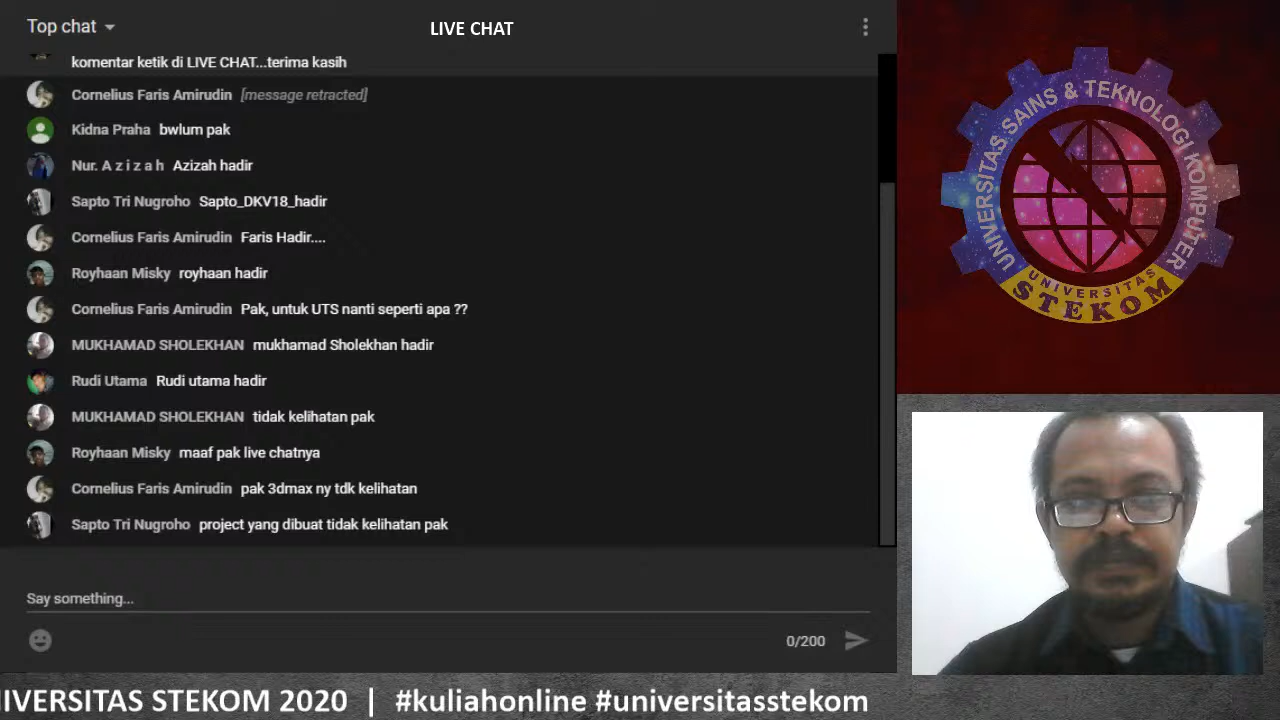 Top chat
LIVE CHAT
komentar ketik di LIVE CHAT...terima kasih
Cornelius Faris Amirudin [message retracted]
Kidna Praha bwlum pak
Nur. A z i z a h Azizah hadir
Sapto Tri Nugroho Sapto_DKV18_hadir
Cornelius Faris Amirudin Faris Hadir....
Royhaan Misky royhaan hadir
Cornelius Faris Amirudin Pak, untuk UTS nanti seperti apa ??
MUKHAMAD SHOLEKHAN mukhamad Sholekhan hadir
Rudi Utama Rudi utama hadir
MUKHAMAD SHOLEKHAN tidak kelihatan pak
Royhaan Misky maaf pak live chatnya
Cornelius Faris Amirudin pak 3dmax ny tdk kelihatan
Sapto Tri Nugroho project yang dibuat tidak kelihatan pak
Say something...
0/200
UNIVERSITAS SAINS & TEKNOLOGI KOMPUTER
UNIVERSITAS
STEKOM
NIVERSITAS STEKOM 2020 | #kuliahonline #universitasstekom